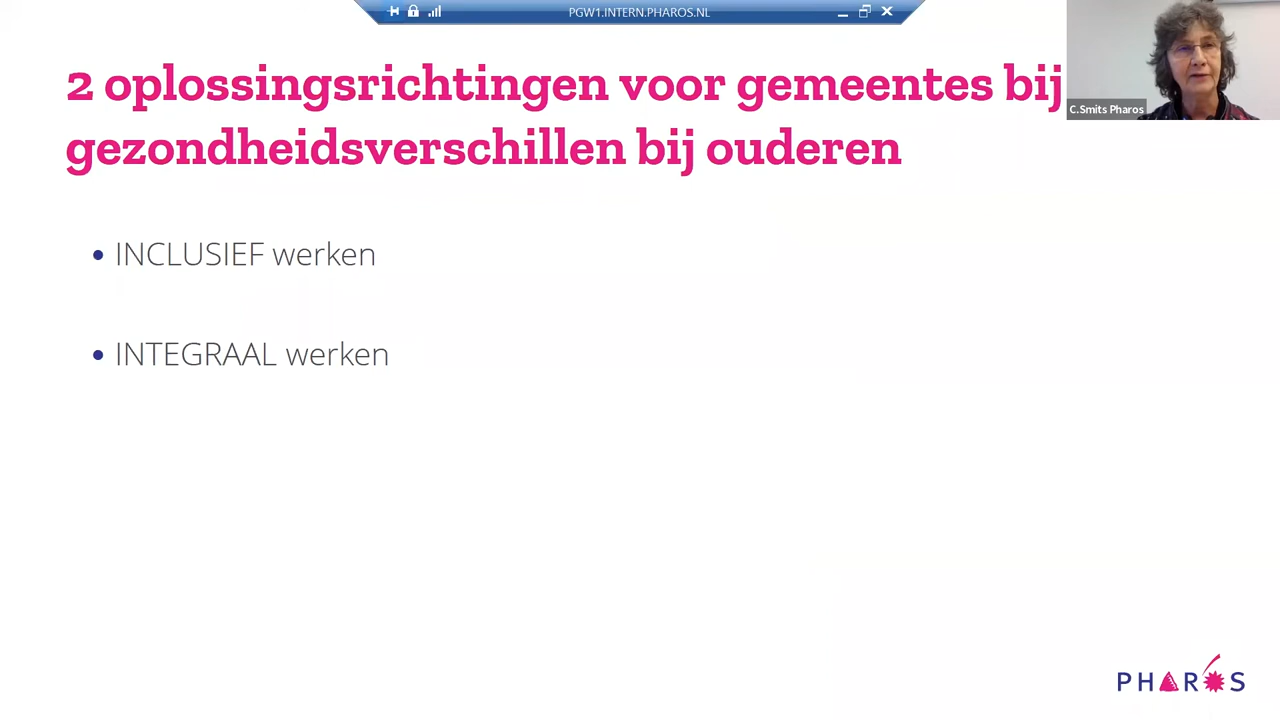 PGW1.INTERN.PHAROS.NL
2 oplossingsrichtingen voor gemeentes bij
gezondheidsverschillen bij ouderen
C.Smits Pharos
• INCLUSIEF werken
• INTEGRAAL werken
PHAROS